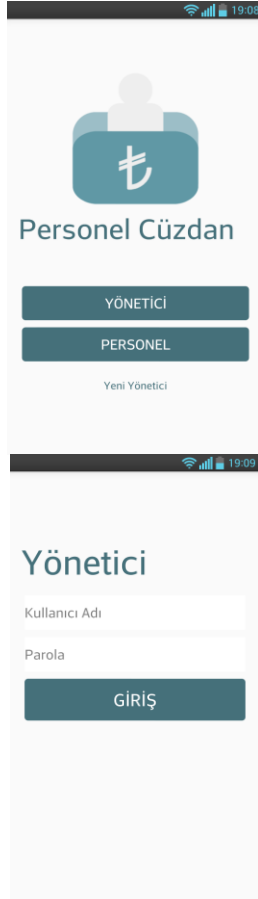 19:08
₺
Personel Cüzdan
YÖNETİCİ
PERSONEL
Yeni Yönetici
19:09
Yönetici
Kullanıcı Adı
Parola
GİRİŞ